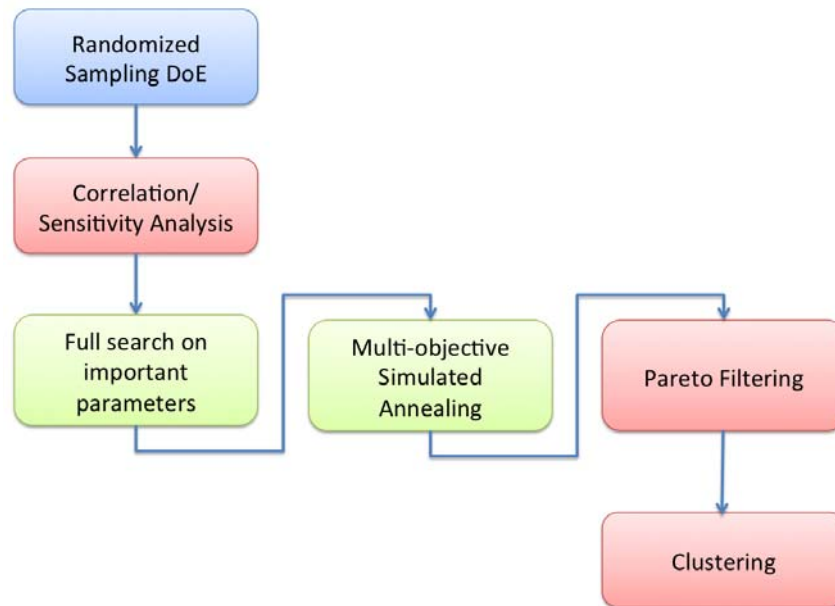 Randomized
Sampling DoE
Correlation/
Sensitivity Analysis
Full search on
important
parameters
Multi-objective
Simulated
Annealing
Pareto Filtering
Clustering